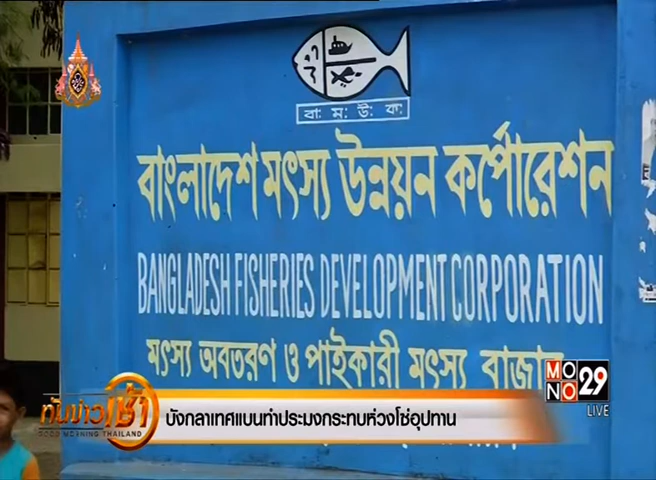 বাঃ মঃ উঃ কঃ
বাংলাদেশ মৎস্য উন্নয়ন কর্পোরেশন
BANGLADESH FISHERIES DEVELOPMENT CORPORATION
মৎস্য অবতরণ ও পাইকারী মৎস্য বাজার
ทันข่าวเช้า
GOOD MORNING THAILAND
บังกลาเทศแบนทำประมงกระทบห่วงโซ่อุปทาน
MONO 29
LIVE